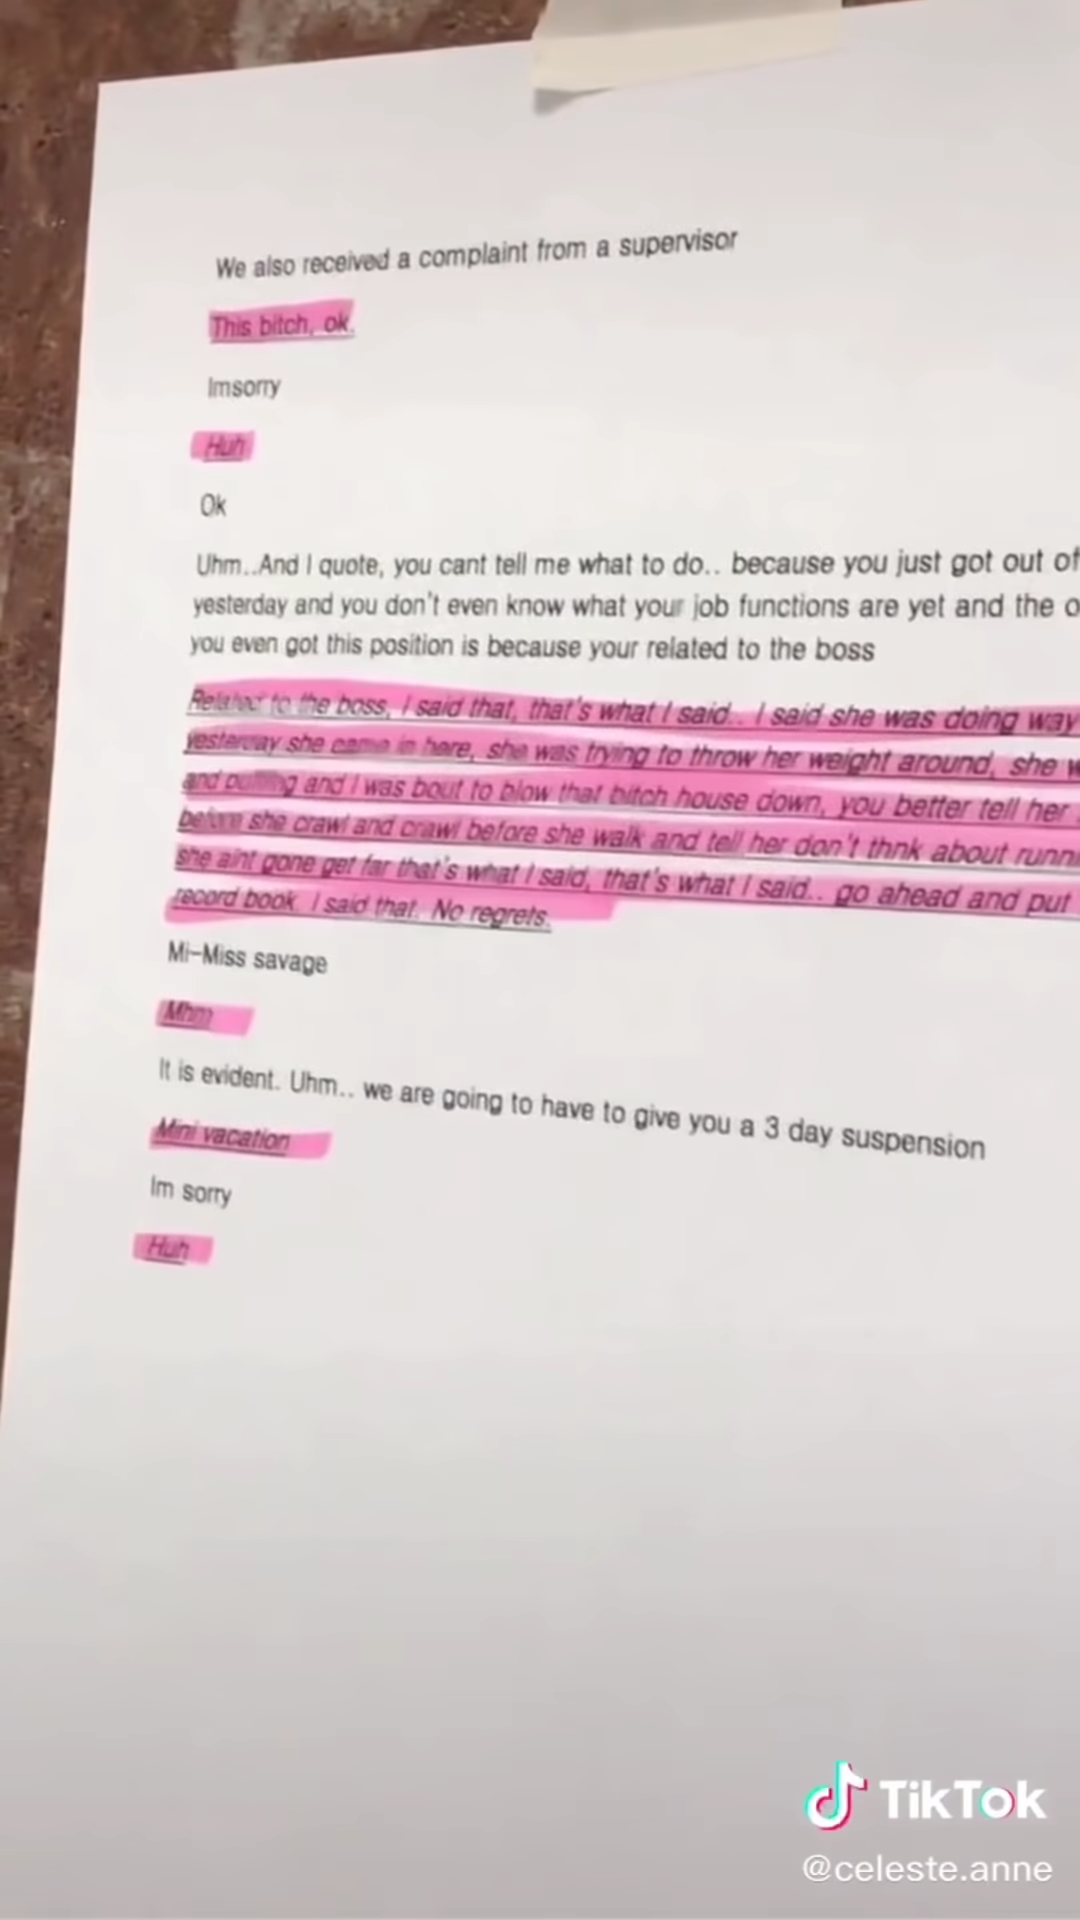 We also received a complaint from a supervisor
This bitch, ok.
Imsorry
Huh
Ok
Uhm..And I quote, you cant tell me what to do.. because you just got out of
yesterday and you don't even know what your job functions are yet and the o
you even got this position is because your related to the boss
Related to the boss, I said that, that's what I said.. I said she was doing way
yesterday she came in here, she was trying to throw her weight around, she w
and puffing and I was bout to blow that bitch house down, you better tell her
before she crawl and crawl before she walk and tell her don't thnk about runni
she aint gone get far that's what I said, that's what I said.. go ahead and put
record book. I said that. No regrets.
Mi-Miss savage
Mhm
It is evident. Uhm.. we are going to have to give you a 3 day suspension
Mini vacation
Im sorry
Huh
TikTok
@celeste.anne